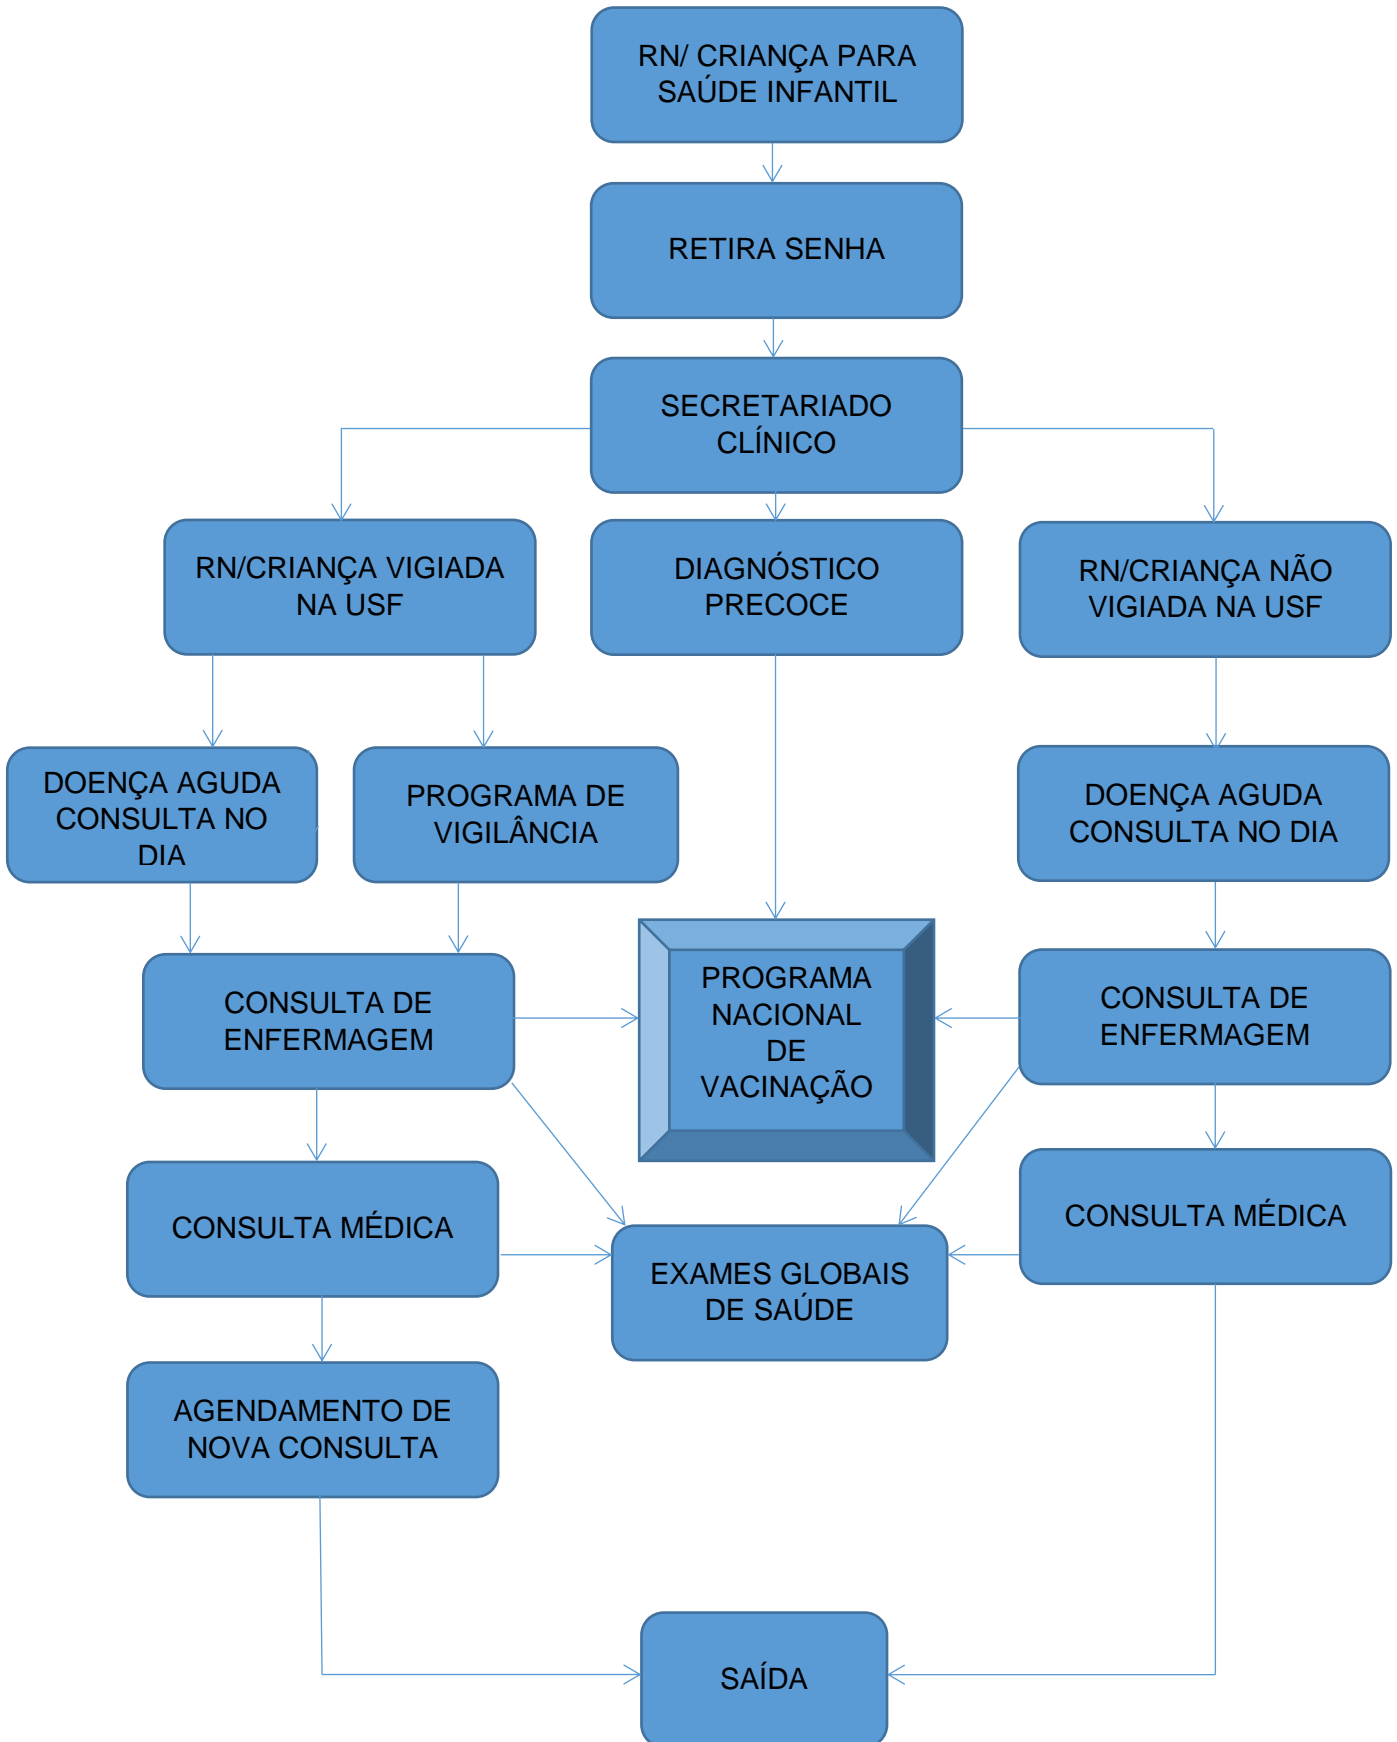 RN/ CRIANÇA PARA
SAÚDE INFANTIL
RETIRA SENHA
SECRETARIADO
CLÍNICO
RN/CRIANÇA VIGIADA
NA USF
DIAGNÓSTICO
PRECOCE
RN/CRIANÇA NÃO
VIGIADA NA USF
DOENÇA AGUDA
CONSULTA NO
DIA
PROGRAMA DE
VIGILÂNCIA
DOENÇA AGUDA
CONSULTA NO DIA
CONSULTA DE
ENFERMAGEM
PROGRAMA
NACIONAL
DE
VACINAÇÃO
CONSULTA DE
ENFERMAGEM
CONSULTA MÉDICA
EXAMES GLOBAIS
DE SAÚDE
CONSULTA MÉDICA
AGENDAMENTO DE
NOVA CONSULTA
SAÍDA